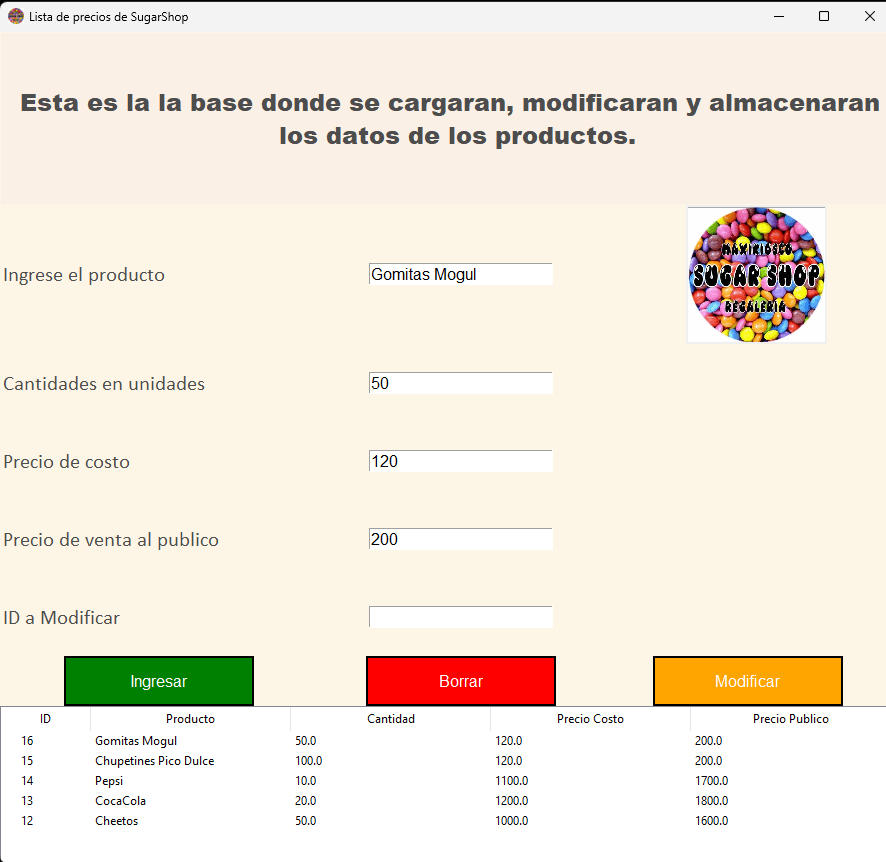 Lista de precios de SugarShop
Esta es la la base donde se cargaran, modificaran y almacenaran
los datos de los productos.
MAXIKIOSCO
SUGAR SHOP
REGALERIA
Ingrese el producto Gomitas Mogul
Cantidades en unidades 50
Precio de costo 120
Precio de venta al publico 200
ID a Modificar
Ingresar Borrar Modificar
ID Producto Cantidad Precio Costo Precio Publico
16 Gomitas Mogul 50.0 120.0 200.0
15 Chupetines Pico Dulce 100.0 120.0 200.0
14 Pepsi 10.0 1100.0 1700.0
13 CocaCola 20.0 1200.0 1800.0
12 Cheetos 50.0 1000.0 1600.0